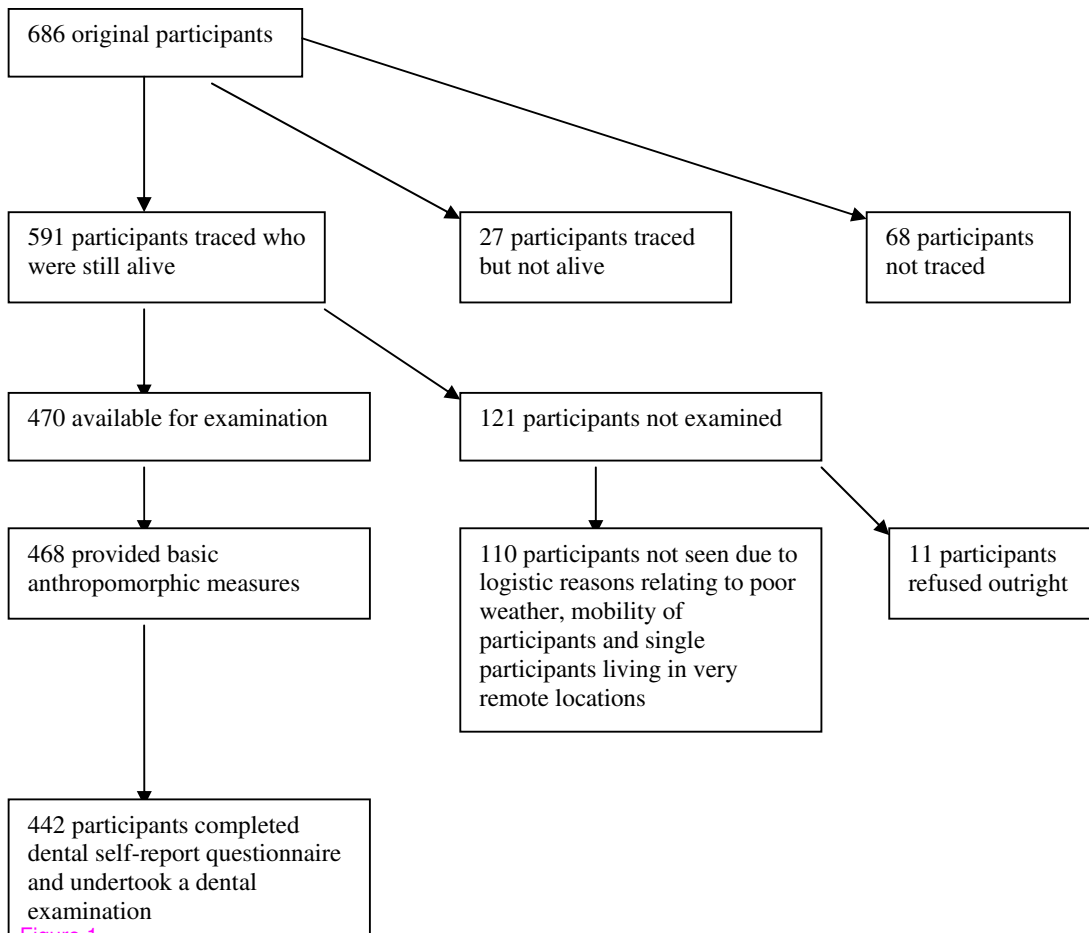 686 original participants
591 participants traced who
were still alive
27 participants traced
but not alive
68 participants
not traced
470 available for examination
121 participants not examined
468 provided basic
anthropomorphic measures
110 participants not seen due to
logistic reasons relating to poor
weather, mobility of
participants and single
participants living in very
remote locations
11 participants
refused outright
442 participants completed
dental self-report questionnaire
and undertook a dental
examination
Figure 1